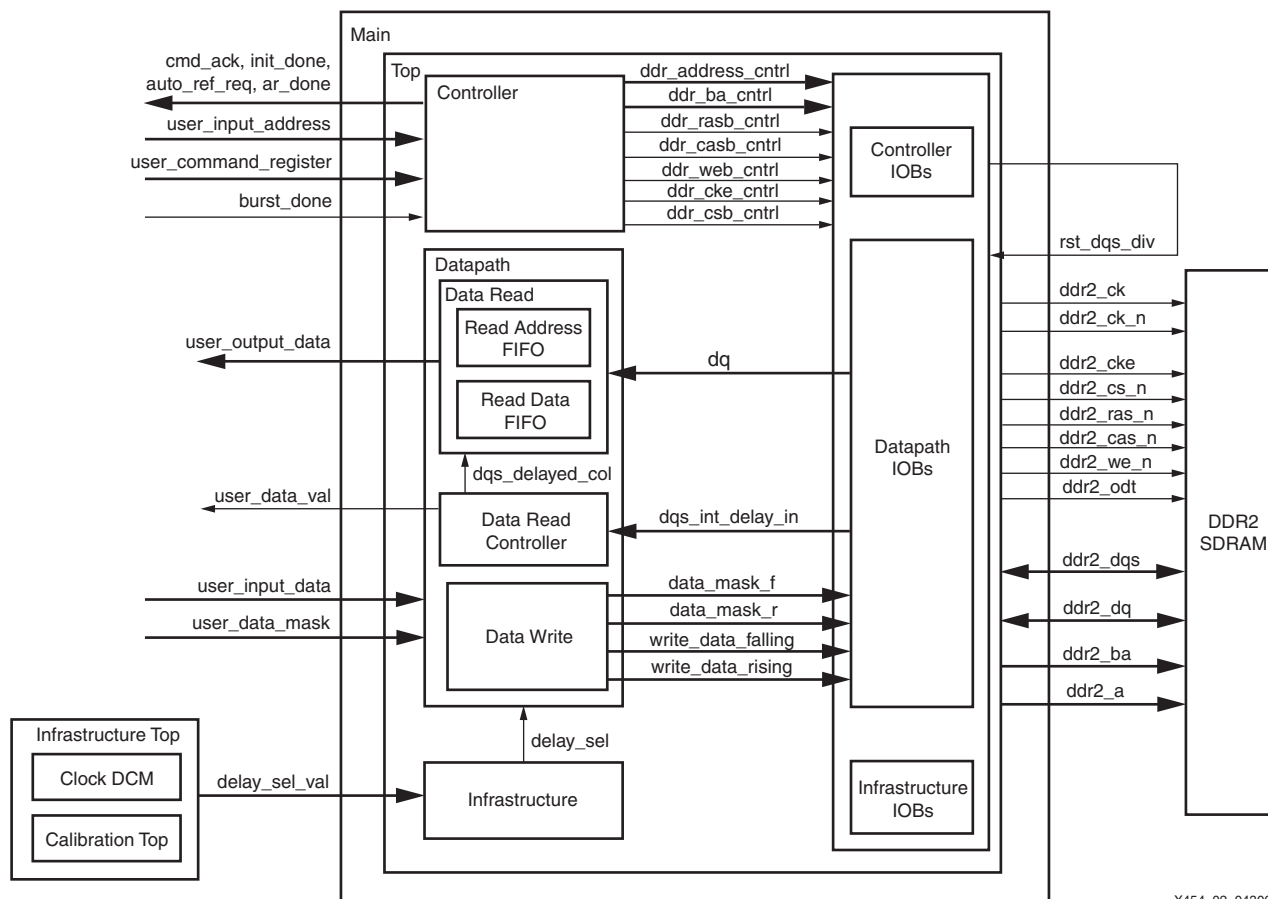 Main
cmd_ack, init_done,
auto_ref_req, ar_done
user_input_address
user_command_register
burst_done
Top
Controller
ddr_address_cntrl
ddr_ba_cntrl
ddr_rasb_cntrl
ddr_casb_cntrl
ddr_web_cntrl
ddr_cke_cntrl
ddr_csb_cntrl
Controller
IOBs
rst_dqs_div
Datapath
Data Read
Read Address
FIFO
Read Data
FIFO
user_output_data
dq
dqs_delayed_col
user_data_val
Data Read
Controller
dqs_int_delay_in
Datapath
IOBs
user_input_data
user_data_mask
Data Write
data_mask_f
data_mask_r
write_data_falling
write_data_rising
ddr2_ck
ddr2_ck_n
ddr2_cke
ddr2_cs_n
ddr2_ras_n
ddr2_cas_n
ddr2_we_n
ddr2_odt
ddr2_dqs
ddr2_dq
ddr2_ba
ddr2_a
DDR2
SDRAM
Infrastructure Top
Clock DCM
Calibration Top
delay_sel_val
delay_sel
Infrastructure
Infrastructure
IOBs